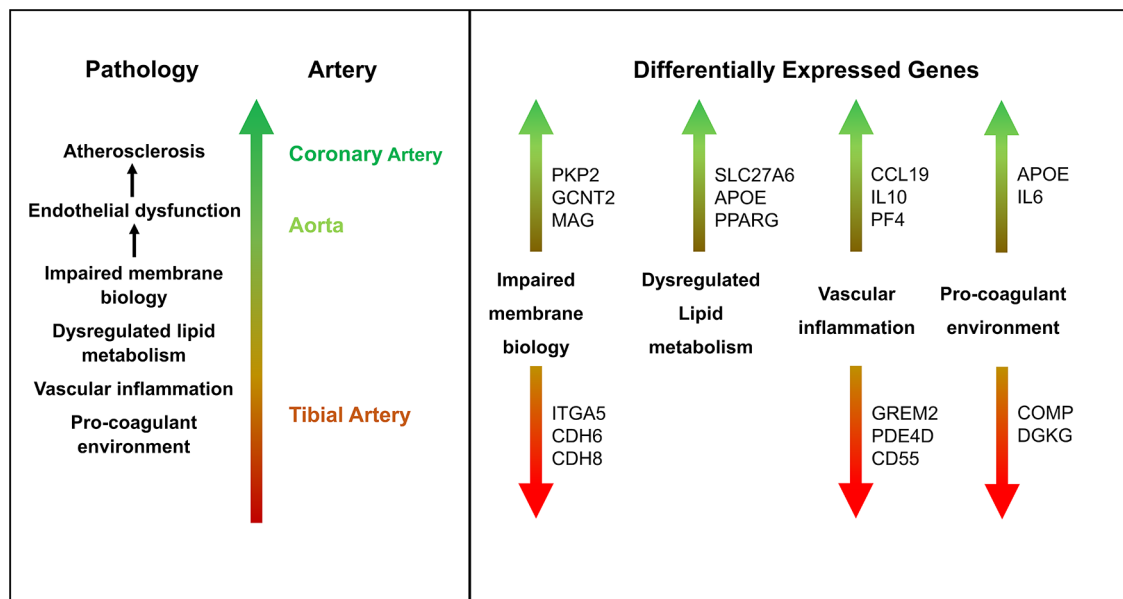 Pathology
Artery
Atherosclerosis
Endothelial dysfunction
Impaired membrane
biology
Dysregulated lipid
metabolism
Vascular inflammation
Pro-coagulant
environment
Coronary Artery
Aorta
Tibial Artery
Differentially Expressed Genes
PKP2
GCNT2
MAG
Impaired
membrane
biology
ITGA5
CDH6
CDH8
SLC27A6
APOE
PPARG
Dysregulated
Lipid
metabolism
CCL19
IL10
PF4
Vascular
inflammation
GREM2
PDE4D
CD55
APOE
IL6
Pro-coagulant
environment
COMP
DGKG